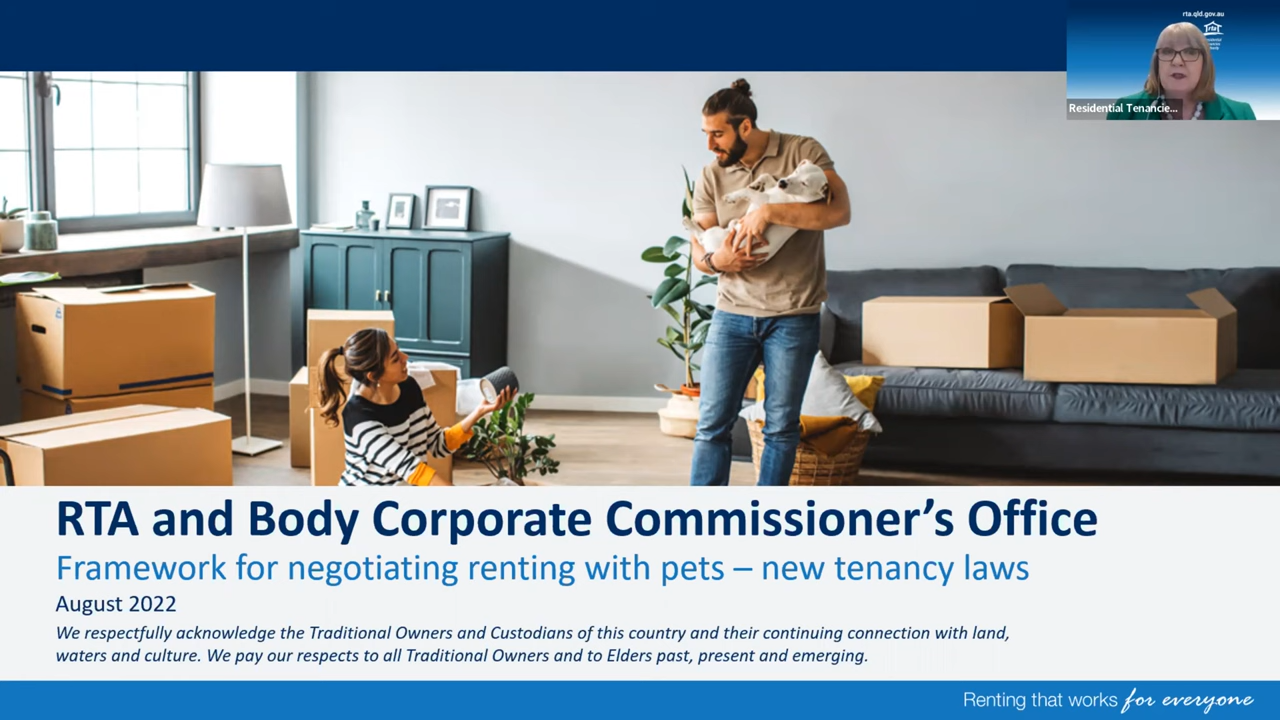 rta.qld.gov.au
rta
Residential Tenancie...
RTA and Body Corporate Commissioner’s Office
Framework for negotiating renting with pets – new tenancy laws
August 2022
We respectfully acknowledge the Traditional Owners and Custodians of this country and their continuing connection with land,
waters and culture. We pay our respects to all Traditional Owners and to Elders past, present and emerging.
Renting that works for everyone